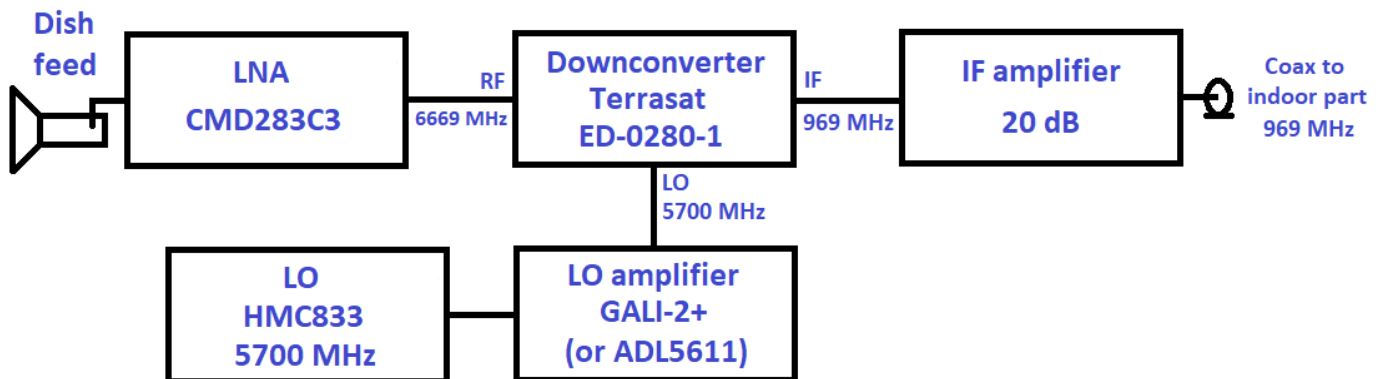 Dish
feed
LNA
CMD283C3
RF
6669 MHz
Downconverter
Terrasat
ED-0280-1
IF
969 MHz
IF amplifier
20 dB
Coax to
indoor part
969 MHz
LO
5700 MHz
LO
HMC833
5700 MHz
LO amplifier
GALI-2+
(or ADL5611)